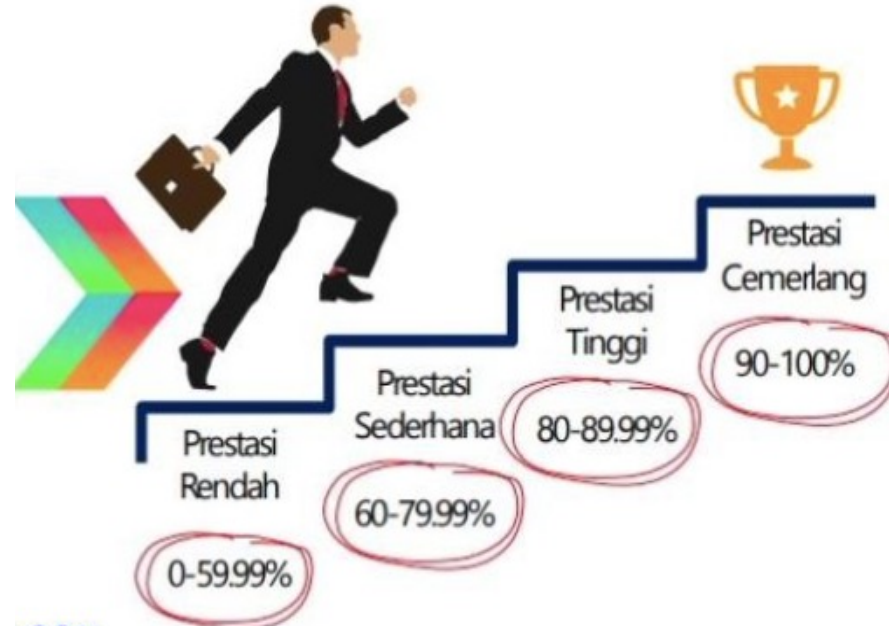 Prestasi
Rendah
0-59.99%
Prestasi
Sederhana
60-79.99%
Prestasi
Tinggi
80-89.99%
Prestasi
Cemerlang
90-100%